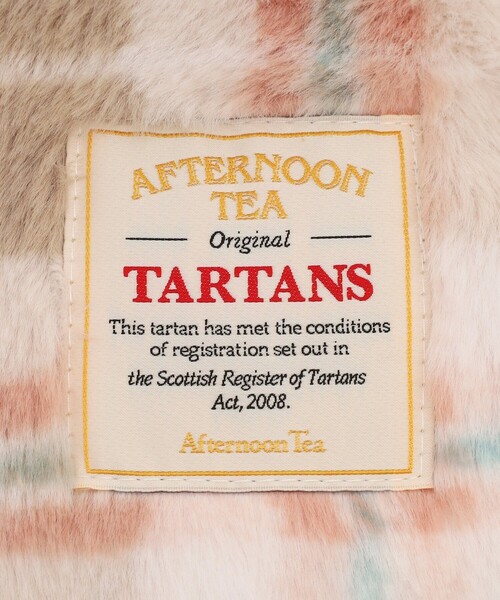 AFTERNOON
TEA
Original
TARTANS
This tartan has met the conditions
of registration set out in
the Scottish Register of Tartans
Act, 2008.
Afternoon Tea